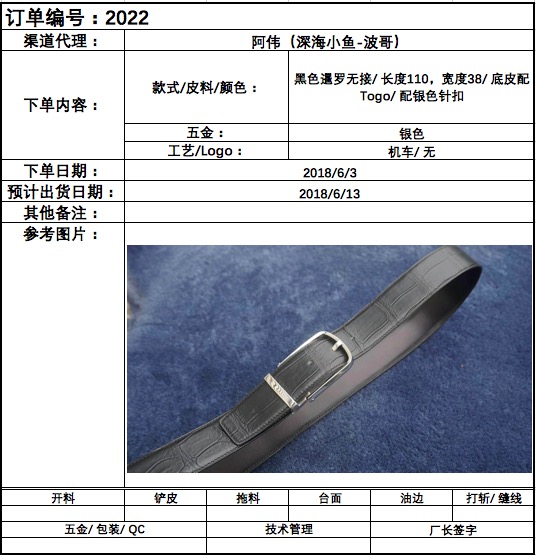 订单编号：2022
渠道代理：
阿伟（深海小鱼-波哥）
下单内容：
款式/皮料/颜色：
黑色暹罗无接/ 长度110，宽度38/ 底皮配
Togo/ 配银色针扣
五金：
银色
工艺/Logo：
机车/ 无
下单日期：
2018/6/3
预计出货日期：
2018/6/13
其他备注：
参考图片：
开料
铲皮
拖料
台面
油边
打斩/ 缝线
五金/ 包装/ QC
技术管理
厂长签字